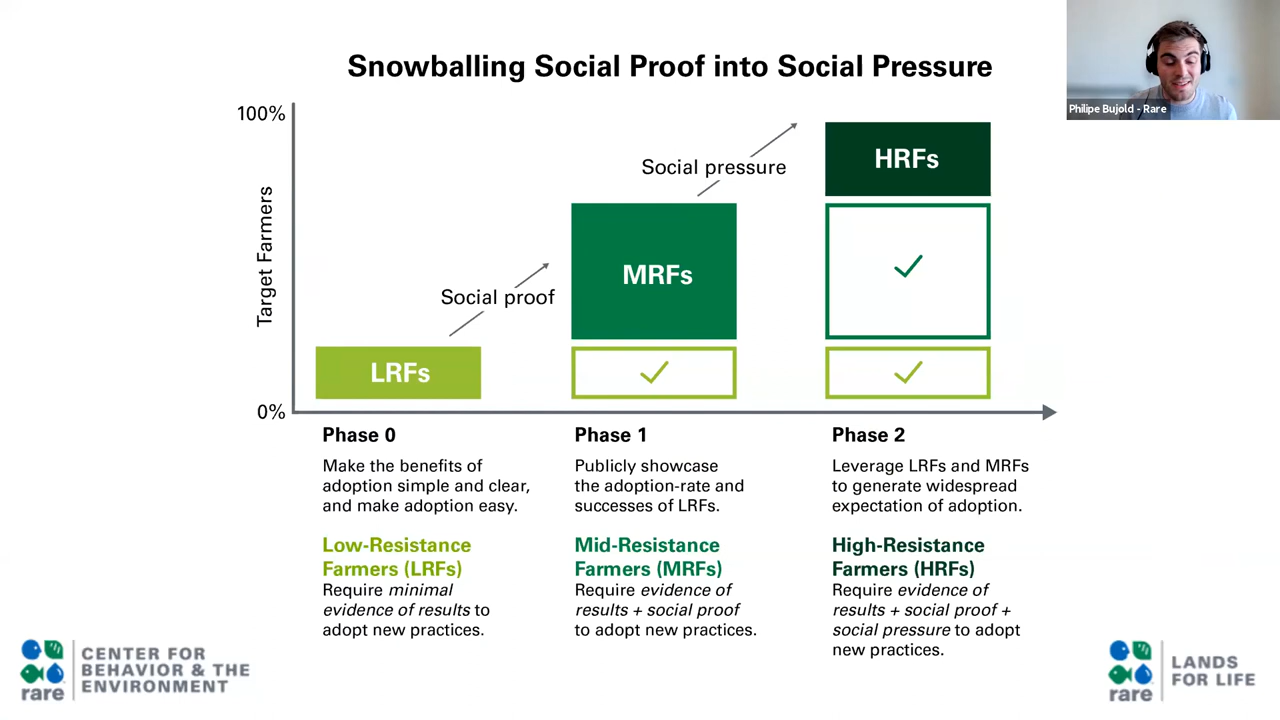 Snowballing Social Proof into Social Pressure
Philipe Bujold - Rare
100%
Target Farmers
0%
Social pressure
Social proof
HRFs
MRFs
LRFs
Phase 0
Make the benefits of
adoption simple and clear,
and make adoption easy.
Low-Resistance
Farmers (LRFs)
Require minimal
evidence of results to
adopt new practices.
Phase 1
Publicly showcase
the adoption-rate and
successes of LRFs.
Mid-Resistance
Farmers (MRFs)
Require evidence of
results + social proof
to adopt new practices.
Phase 2
Leverage LRFs and MRFs
to generate widespread
expectation of adoption.
High-Resistance
Farmers (HRFs)
Require evidence of
results + social proof +
social pressure to adopt
new practices.
rare
CENTER FOR
BEHAVIOR & THE
ENVIRONMENT
rare
LANDS
FOR LIFE